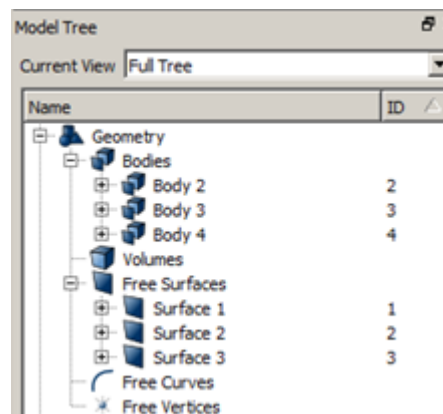 Model Tree
Current View Full Tree
Name ID
Geometry
Bodies
Body 2 2
Body 3 3
Body 4 4
Volumes
Free Surfaces
Surface 1 1
Surface 2 2
Surface 3 3
Free Curves
Free Vertices